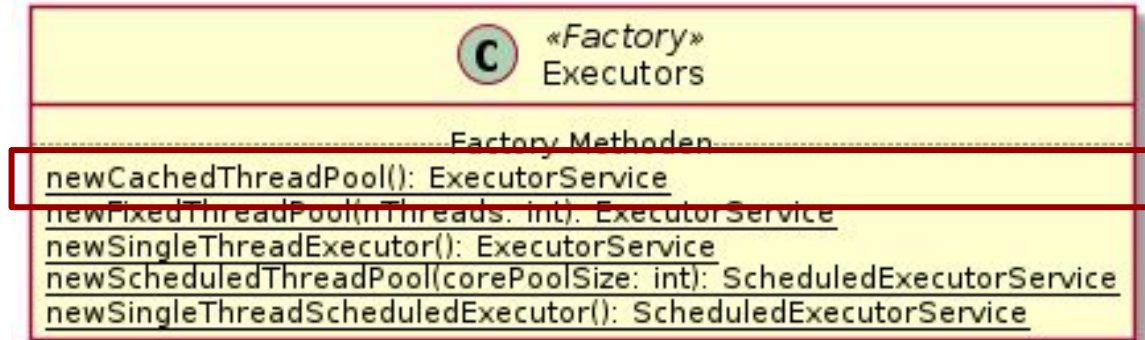 C
«Factory»
Executors
Factory Methoden
newCachedThreadPool(): ExecutorService
newFixedThreadPool(nThreads: int): ExecutorService
newSingleThreadExecutor(): ExecutorService
newScheduledThreadPool(corePoolSize: int): ScheduledExecutorService
newSingleThreadScheduledExecutor(): ScheduledExecutorService